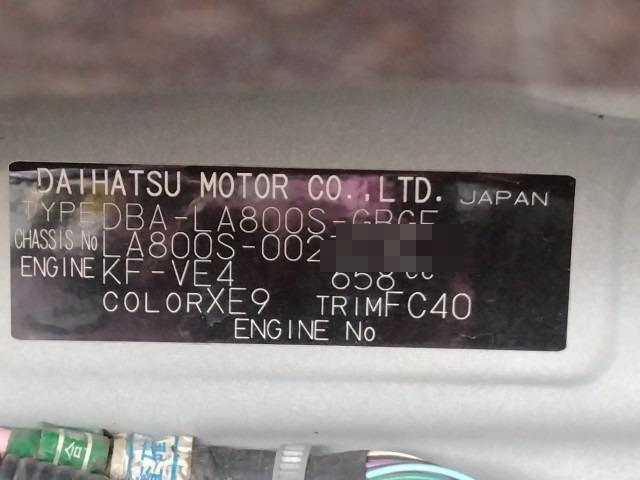 DAIHATSU MOTOR CO.,LTD. JAPAN
TYPE DBA-LA800S-GBGF
CHASSIS No LA800S-002
ENGINE KF-VE4 658 cc
COLOR XE9 TRIM FC40
ENGINE No